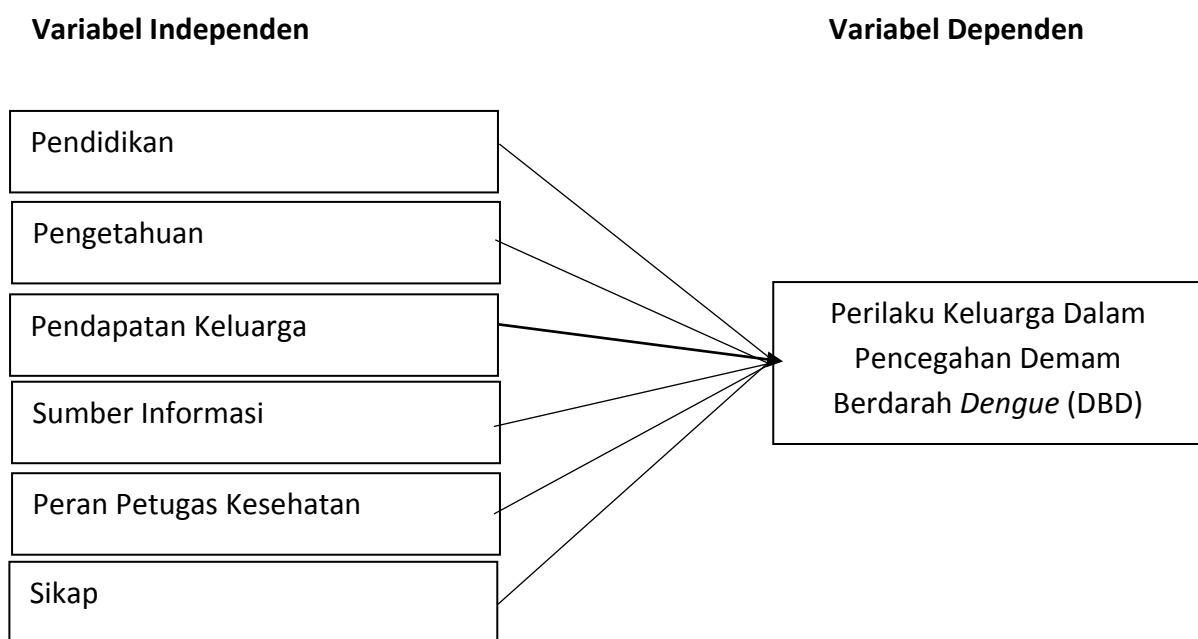 Variabel Independen
Variabel Dependen
Pendidikan
Pengetahuan
Pendapatan Keluarga
Sumber Informasi
Peran Petugas Kesehatan
Sikap
Perilaku Keluarga Dalam
Pencegahan Demam
Berdarah Dengue (DBD)